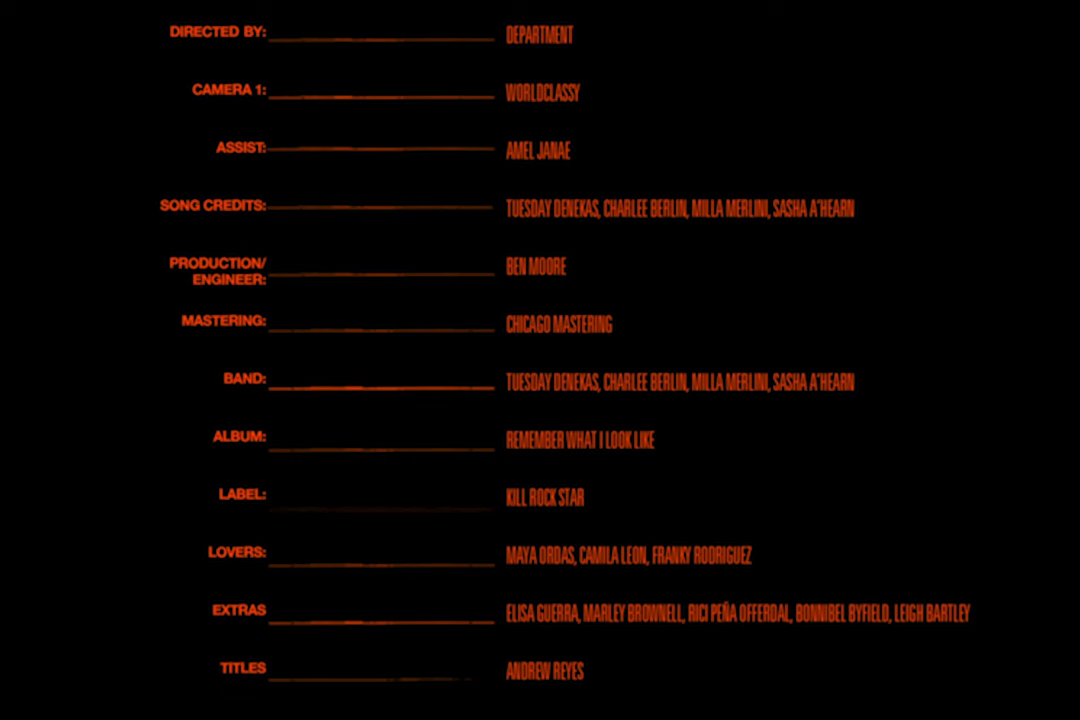 DIRECTED BY: DEPARTMENT
CAMERA 1: WORLDCLASSY
ASSIST: AMEL JANAE
SONG CREDITS: TUESDAY DENEKAS, CHARLEE BERLIN, MILLA MERLINI, SASHA A'HEARN
PRODUCTION/
ENGINEER: BEN MOORE
MASTERING: CHICAGO MASTERING
BAND: TUESDAY DENEKAS, CHARLEE BERLIN, MILLA MERLINI, SASHA A'HEARN
ALBUM: REMEMBER WHAT I LOOK LIKE
LABEL: KILL ROCK STAR
LOVERS: MAYA ORDAS, CAMILA LEON, FRANKY RODRIGUEZ
EXTRAS ELISA GUERRA, MARLEY BROWNELL, RICI PEÑA OFFERDAL, BONNIBEL BYFIELD, LEIGH BARTLEY
TITLES ANDREW REYES